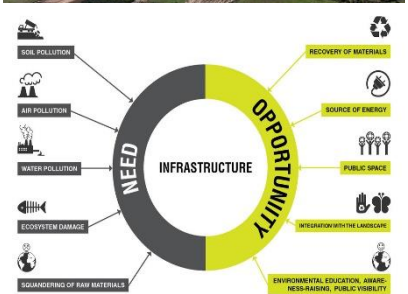 SOIL POLLUTION
AIR POLLUTION
WATER POLLUTION
ECOSYSTEM DAMAGE
SQUANDERING OF RAW MATERIALS
NEED
INFRASTRUCTURE
OPPORTUNITY
RECOVERY OF MATERIALS
SOURCE OF ENERGY
PUBLIC SPACE
INTEGRATION WITH THE LANDSCAPE
ENVIRONMENTAL EDUCATION, AWARE-
NESS-RAISING, PUBLIC VISIBILITY